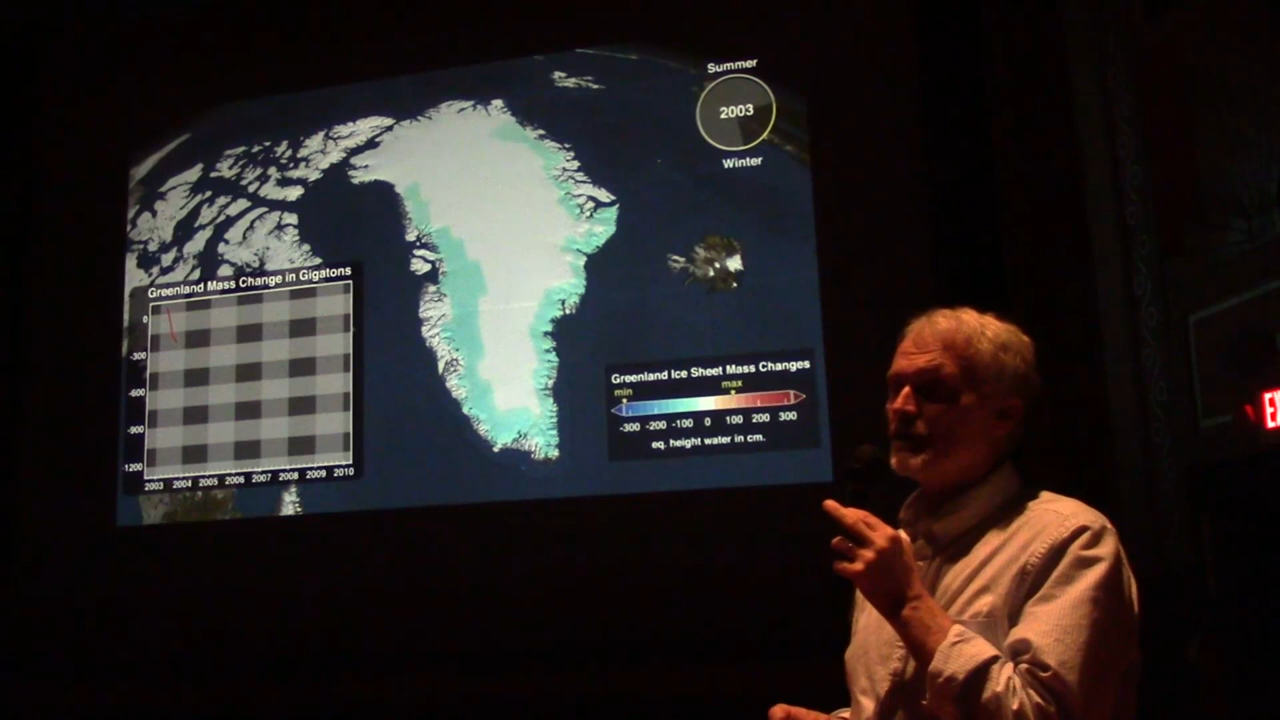 Summer
2003
Winter
Greenland Mass Change in Gigatons
0
-300
-600
-900
-1200
2003 2004 2005 2006 2007 2008 2009 2010
Greenland Ice Sheet Mass Changes
min max
-300 -200 -100 0 100 200 300
eq. height water in cm.